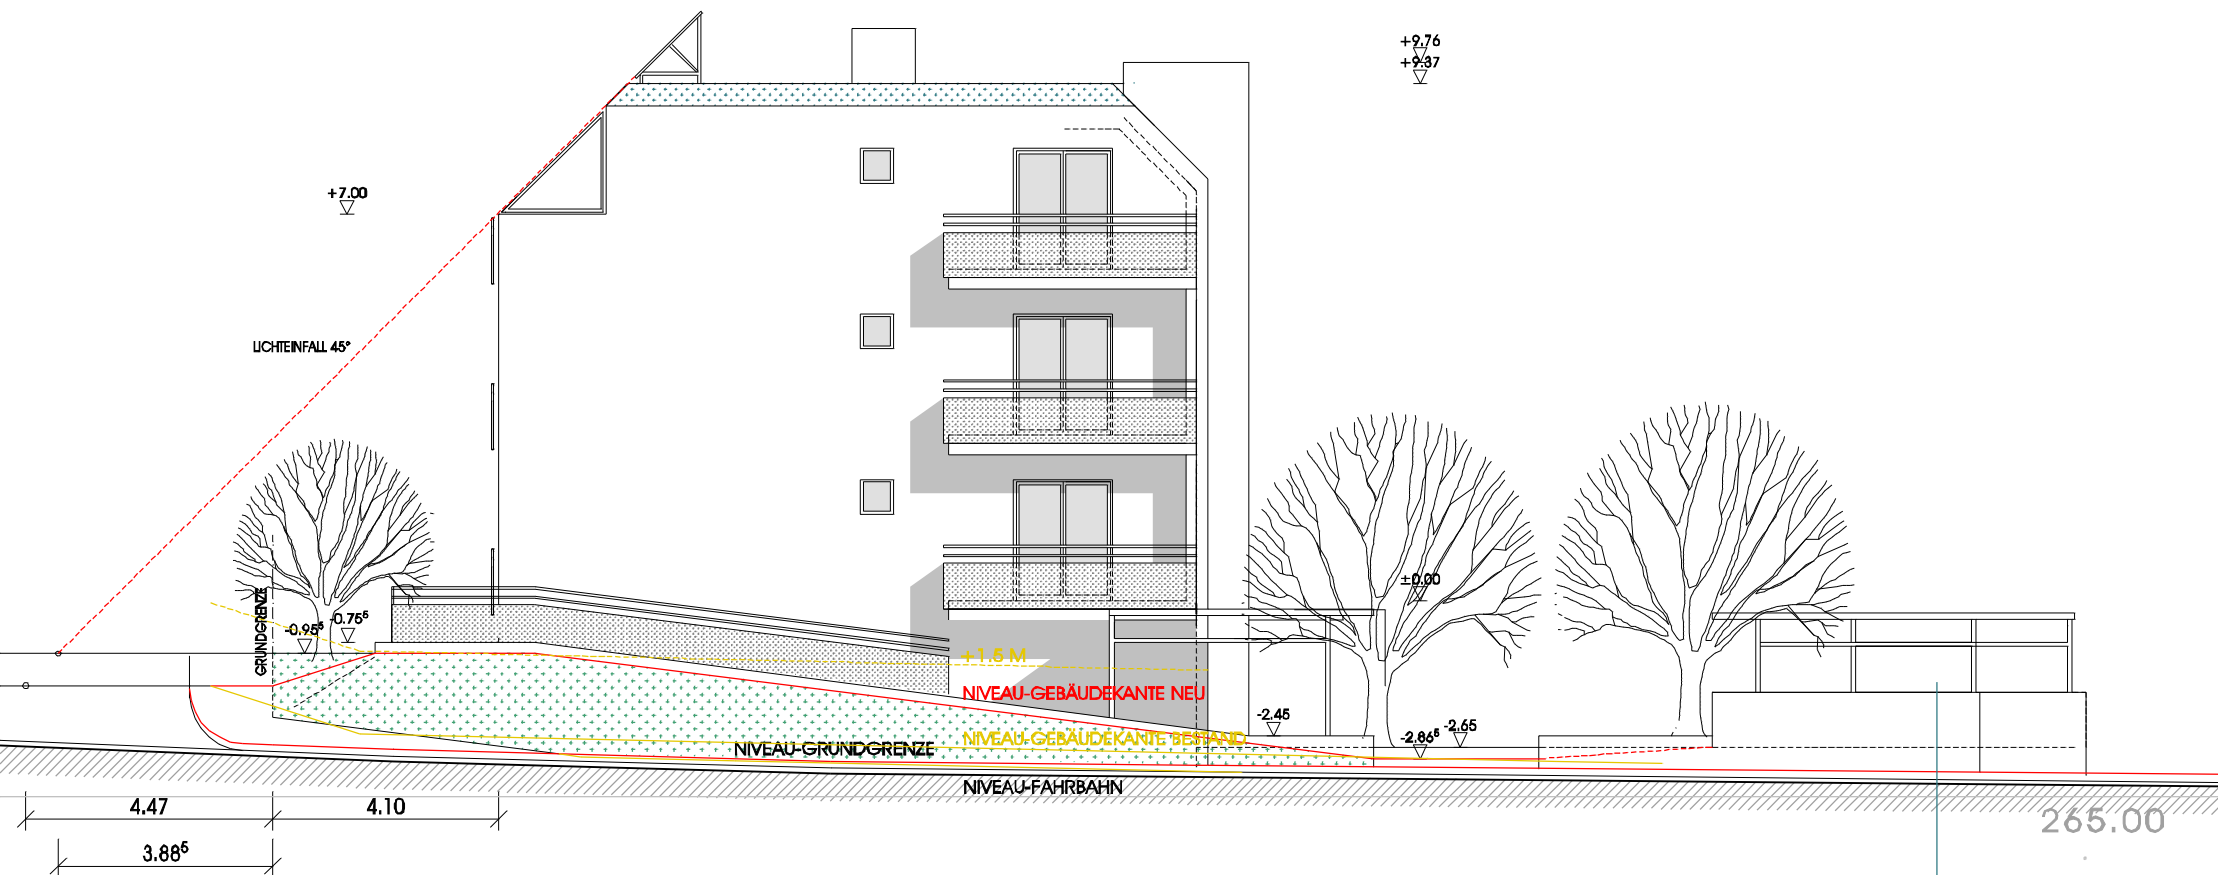 +9.76
+9.37
+7.00
LICHTEINFALL 45°
±0.00
GRUNDGRENZE
-0.95⁵
-0.75⁵
+1.5 M
NIVEAU-GEBÄUDEKANTE NEU
-2.45
-2.65
-2.86⁵
NIVEAU-GEBÄUDEKANTE BESTAND
NIVEAU-GRUNDGRENZE
NIVEAU-FAHRBAHN
4.47
4.10
265.00
3.88⁵